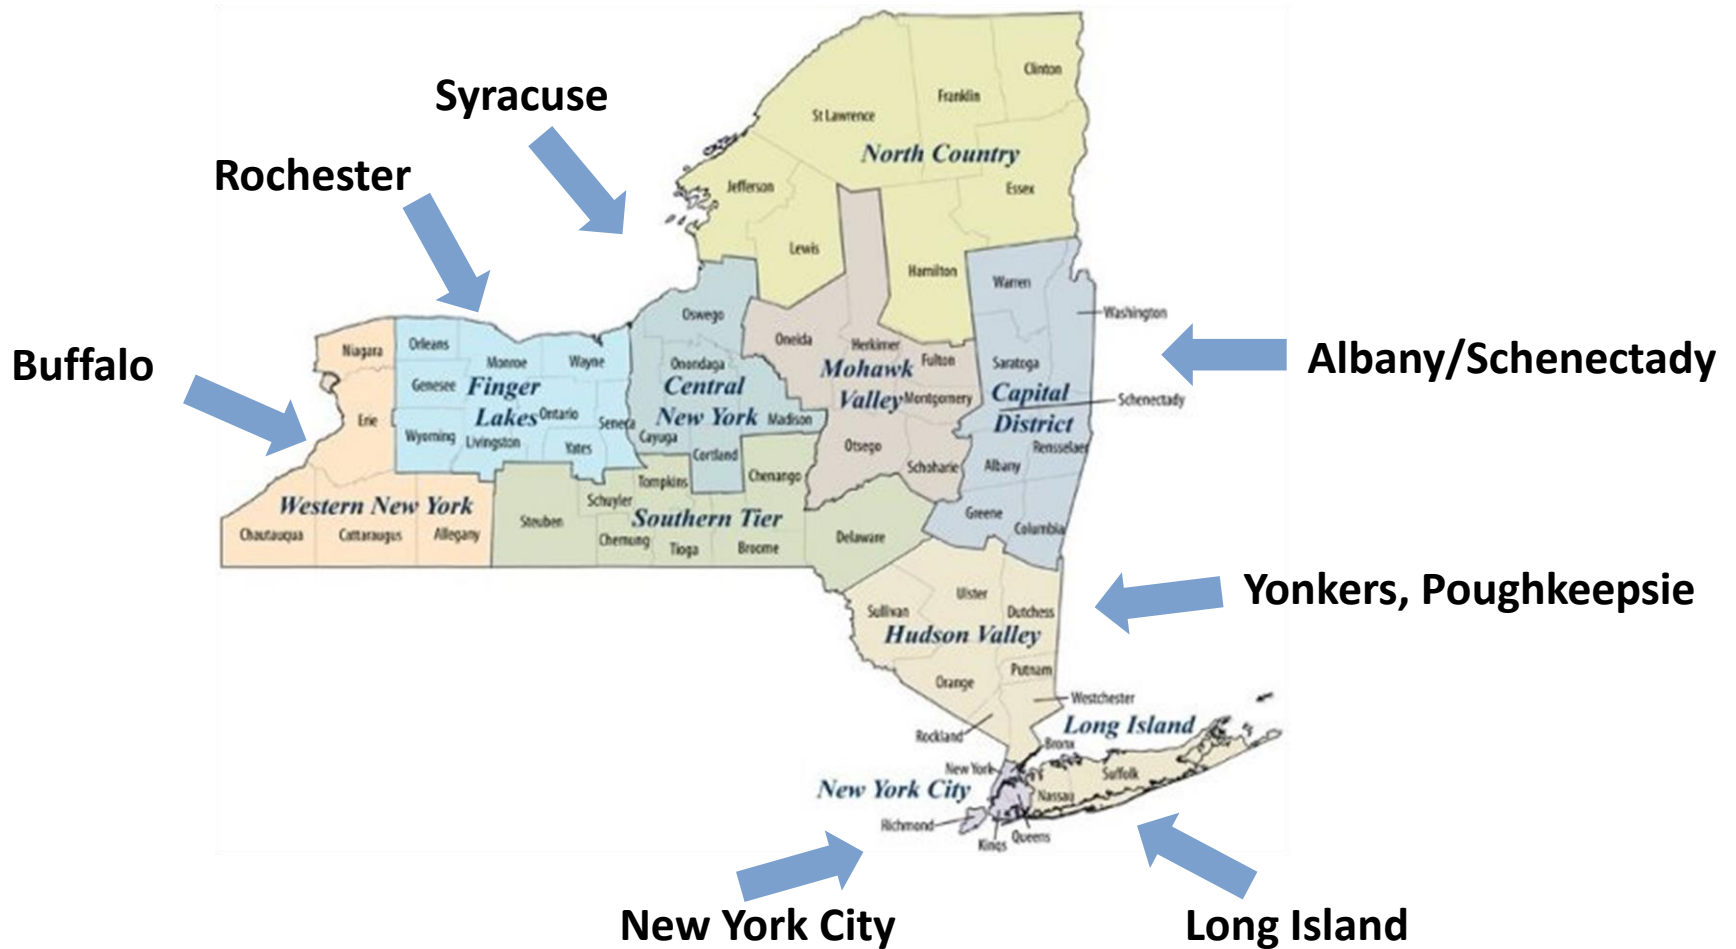 Clinton
Franklin
Syracuse
St Lawrence
North Country
Rochester
Jefferson
Essex
Lewis
Hamilton
Warren
Washington
Oswego
Oneida
Herkimer
Niagara
Orleans
Monroe
Wayne
Onondaga
Fulton
Saratoga
Albany/Schenectady
Buffalo
Genesee
Finger
Lakes
Ontario
Central
New York
Mohawk
Valley
Montgomery
Capital
District
Schenectady
Erie
Wyoming
Livingston
Seneca
Yates
Cayuga
Madison
Cortland
Otsego
Schoharie
Albany
Rensselaer
Tompkins
Chenango
Western New York
Schuyler
Southern Tier
Greene
Columbia
Chautauqua
Cattaraugus
Allegany
Steuben
Chemung
Tioga
Broome
Delaware
Yonkers, Poughkeepsie
Ulster
Sullivan
Dutchess
Hudson Valley
Putnam
Orange
Westchester
Long Island
Rockland
Bronx
New York
Suffolk
New York City
Nassau
Richmond
Queens
Kings
New York City
Long Island